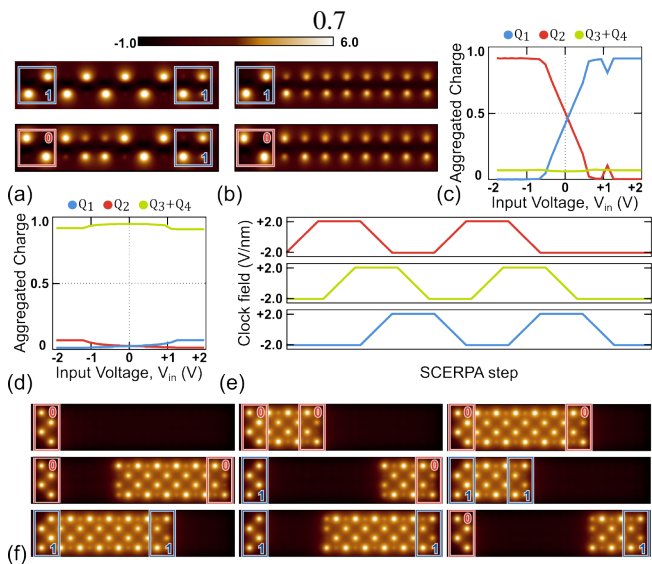 0.7
-1.0 6.0
1 1
0 1
(a)
0
(b)
1
Q1 Q2 Q3+Q4
Aggregated Charge
1.0
0.5
0
-2 -1 0 +1 +2
Input Voltage, Vin (V)
(c)
Q1 Q2 Q3+Q4
Aggregated Charge
1.0
0.5
0
-2 -1 0 +1 +2
Input Voltage, Vin (V)
(d)
Clock field (V/nm)
+2.0
-2.0
+2.0
-2.0
+2.0
-2.0
SCERPA step
(e)
0 0 0 0 0
0 0 1 0 1 1
1 1 1 1 0 1
(f)